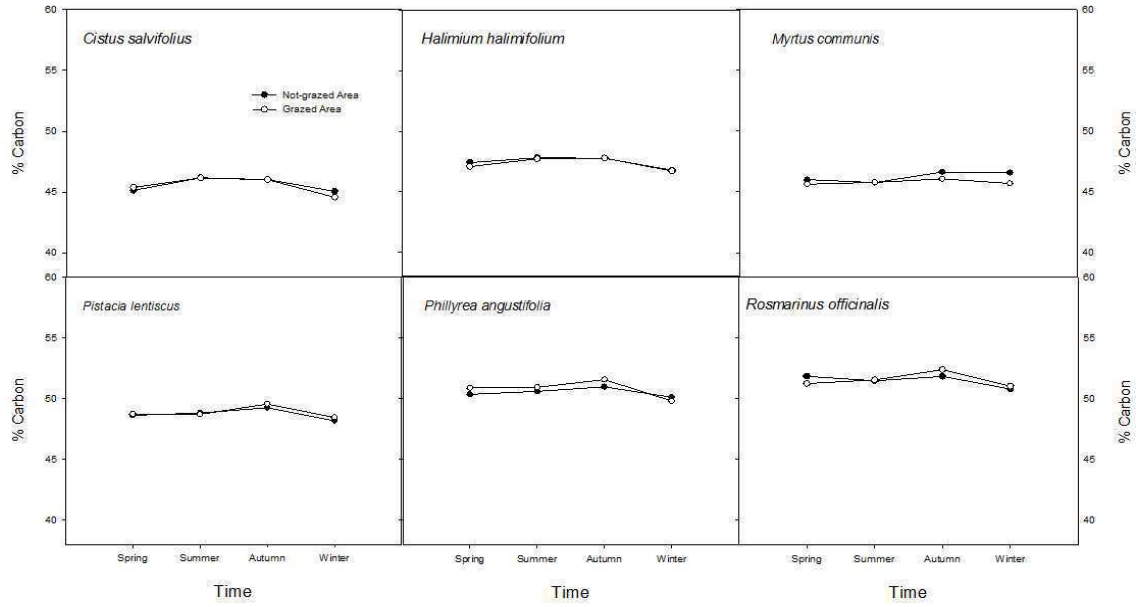 60
55
50
45
40
% Carbon
Cistus salvifolius
Not-grazed Area
Grazed Area
Halimium halimifolium
Myrtus communis
60
55
50
45
40
% Carbon
60
55
50
45
40
% Carbon
Pistacia lentiscus
Phillyrea angustifolia
Rosmarinus officinalis
60
55
50
45
40
% Carbon
Spring Summer Autumn Winter
Time
Spring Summer Autumn Winter
Time
Spring Summer Autumn Winter
Time